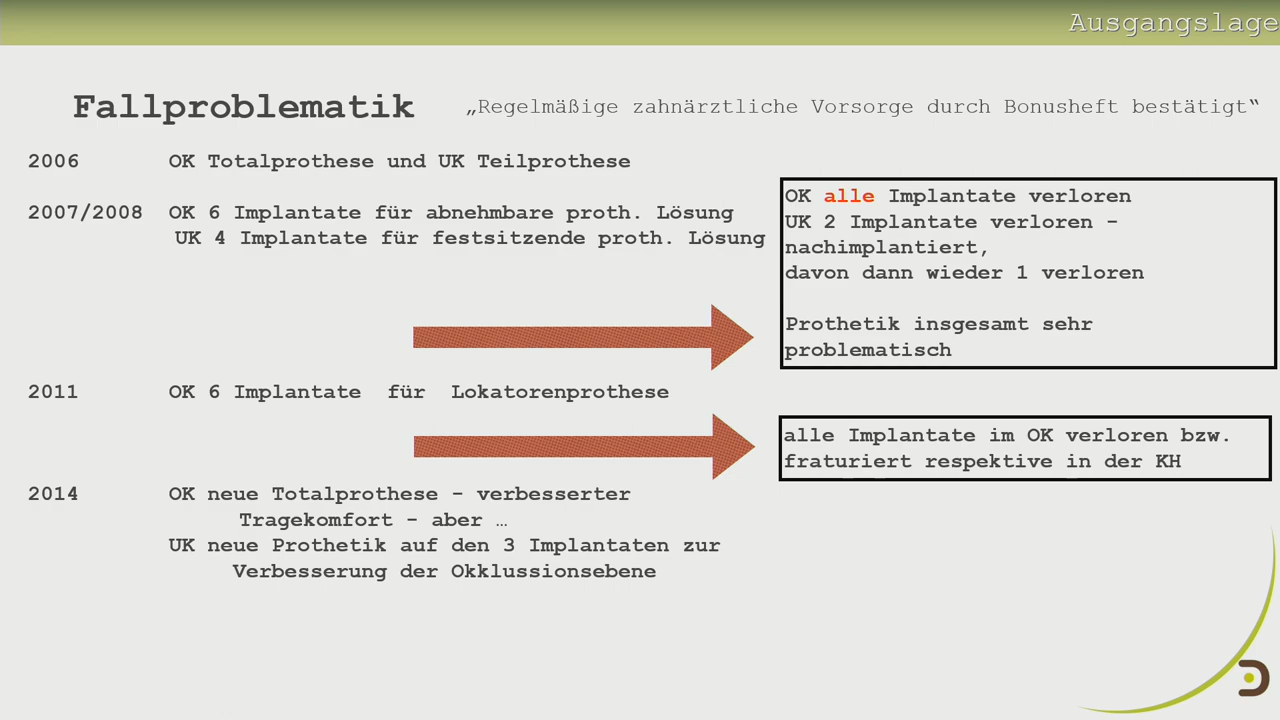 Ausgangslage
Fallproblematik „Regelmäßige zahnärztliche Vorsorge durch Bonusheft bestätigt“
2006 OK Totalprothese und UK Teilprothese
2007/2008 OK 6 Implantate für abnehmbare proth. Lösung
UK 4 Implantate für festsitzende proth. Lösung
OK alle Implantate verloren
UK 2 Implantate verloren –
nachimplantiert,
davon dann wieder 1 verloren
Prothetik insgesamt sehr
problematisch
2011 OK 6 Implantate für Lokatorenprothese
alle Implantate im OK verloren bzw.
fraturiert respektive in der KH
2014 OK neue Totalprothese – verbesserter
Tragekomfort – aber …
UK neue Prothetik auf den 3 Implantaten zur
Verbesserung der Okklussionsebene